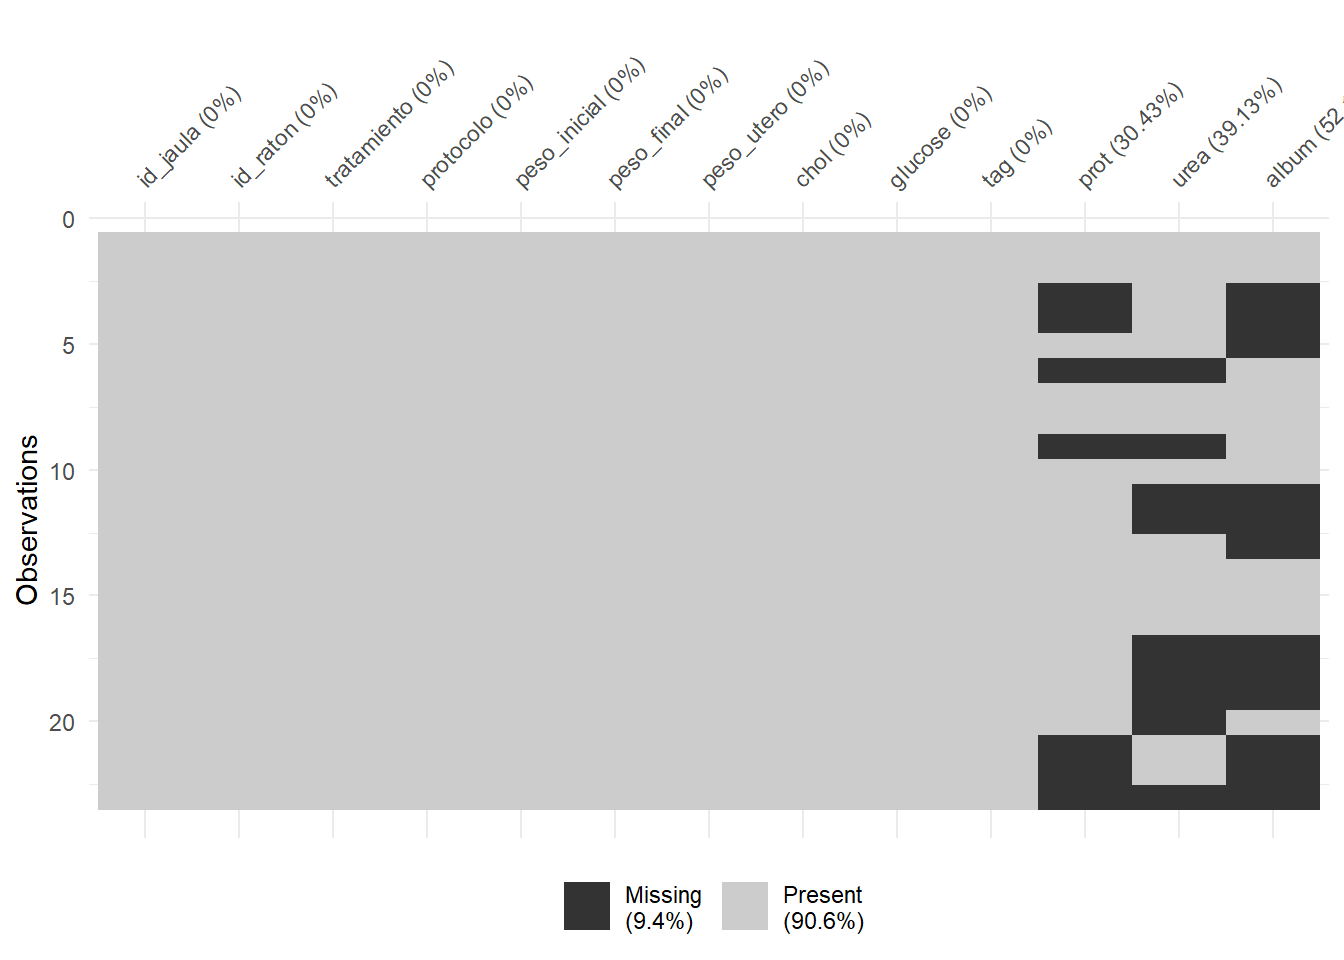 id_jaula (0%)
id_raton (0%)
tratamiento (0%)
protocolo (0%)
peso_inicial (0%)
peso_final (0%)
peso_utero (0%)
chol (0%)
glucose (0%)
tag (0%)
prot (30.43%)
urea (39.13%)
album (52.
0
5
10
15
20
Observations
Missing
(9.4%)
Present
(90.6%)